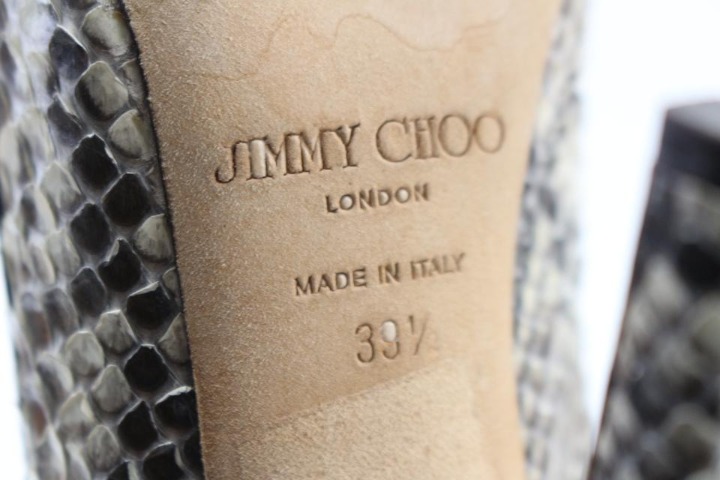 JIMMY CHOO
LONDON
MADE IN ITALY
39½